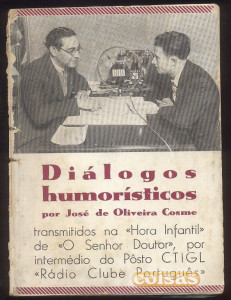 Diálogos
humorísticos
por José de Oliveira Cosme
transmitidos na «Hora Infantil»
de «O Senhor Doutor», por
intermédio do Pôsto CT1GL
«Rádio Clube Português»
coisas